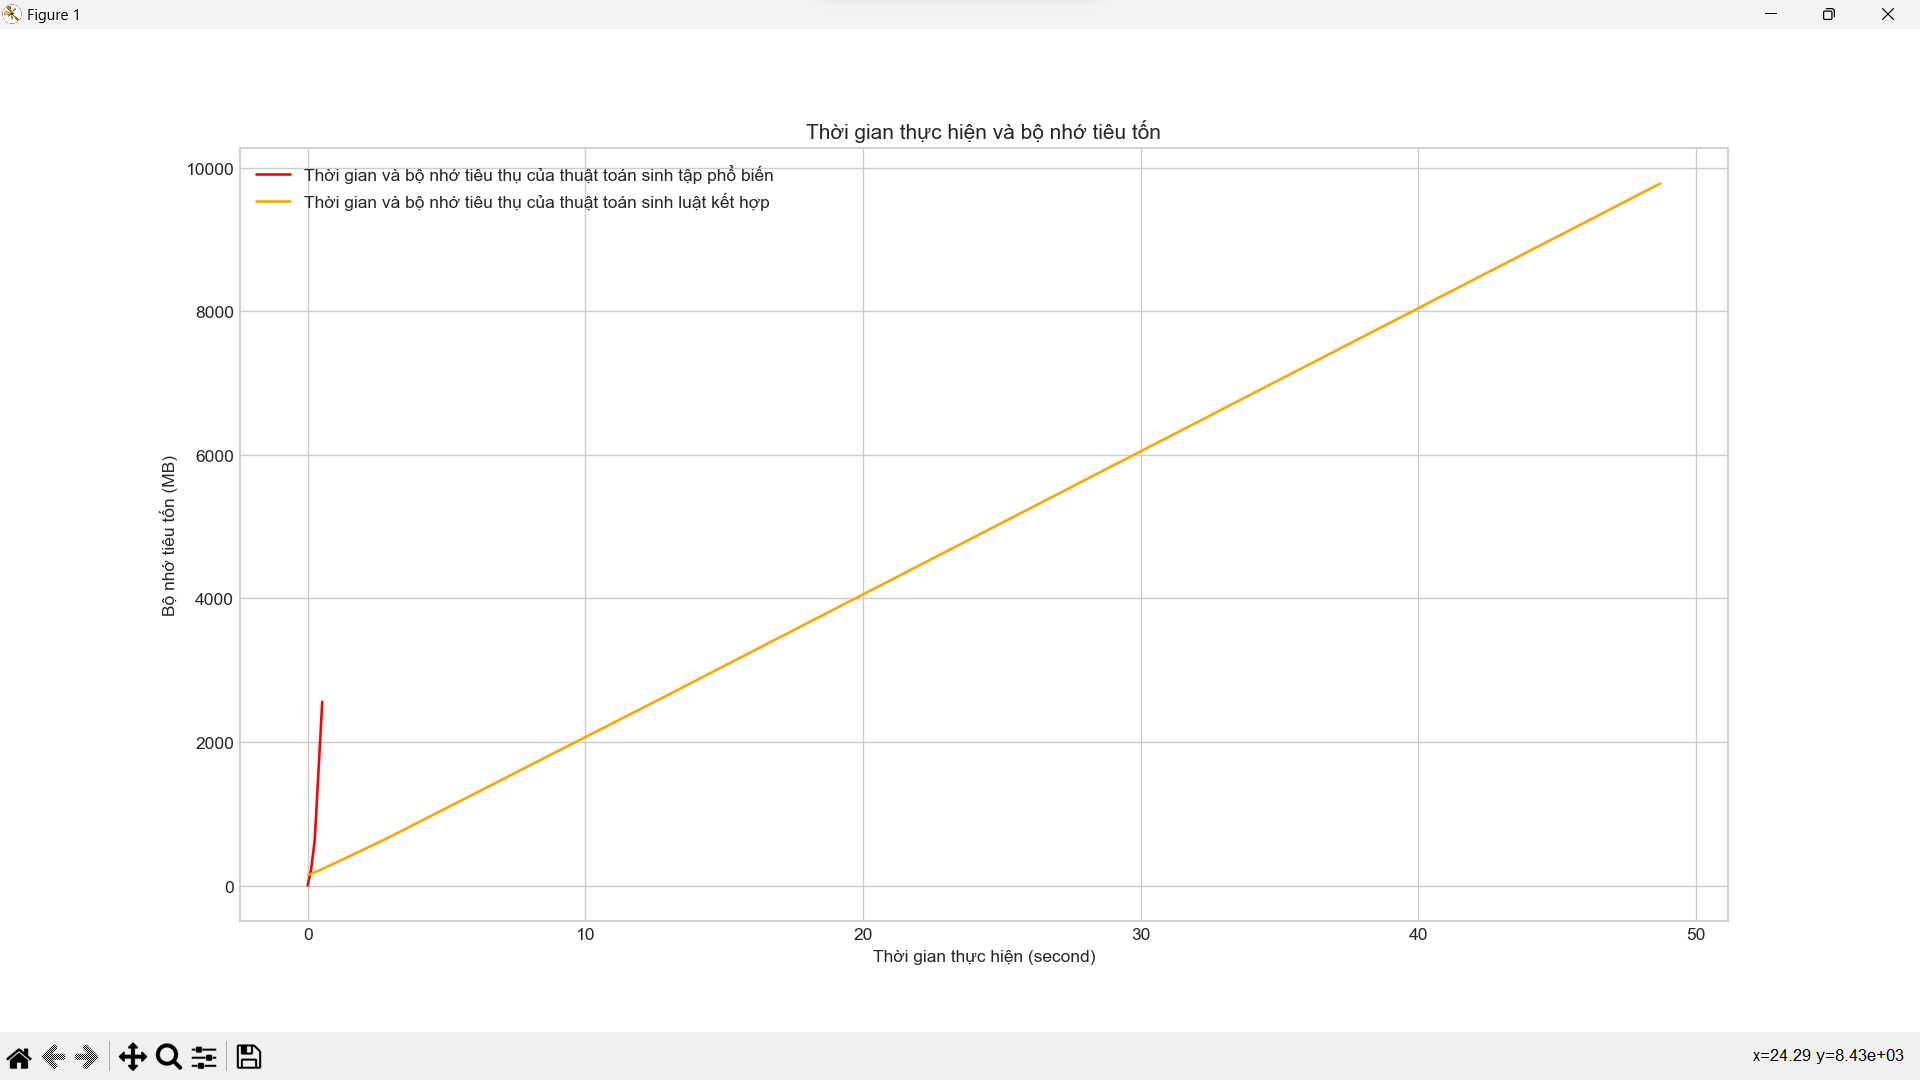 Figure 1
Thời gian thực hiện và bộ nhớ tiêu tốn
Thời gian và bộ nhớ tiêu thụ của thuật toán sinh tập phổ biến
Thời gian và bộ nhớ tiêu thụ của thuật toán sinh luật kết hợp
10000
8000
6000
4000
2000
0
Bộ nhớ tiêu tốn (MB)
0 10 20 30 40 50
Thời gian thực hiện (second)
x=24.29 y=8.43e+03